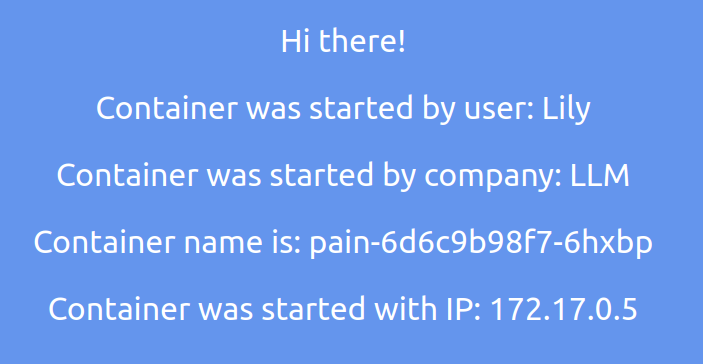 Hi there!
Container was started by user: Lily
Container was started by company: LLM
Container name is: pain-6d6c9b98f7-6hxbp
Container was started with IP: 172.17.0.5